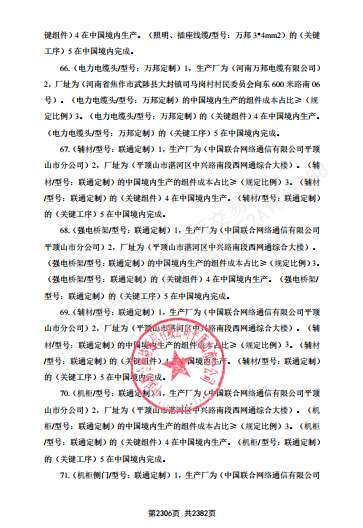 键组件）4 在中国境内生产。（照明、插座线缆/型号：万邦 3*4mm2）的（关键
工序）5 在中国境内完成。
66.（电力电缆头/型号：万邦定制）1，生产厂为（河南万邦电缆有限公司）
2，厂址为（河南省焦作市武陟县大封镇司马岗村村民委员会向东 600 米路南 06
号）。（电力电缆头/型号：万邦定制）的中国境内生产的组件成本占比≥（规
定比例）3。（电力电缆头/型号：万邦定制）的（关键组件）4 在中国境内生产。
（电力电缆头/型号：万邦定制）的（关键工序）5 在中国境内完成。
67.（辅材/型号：联通定制）1，生产厂为（中国联合网络通信有限公司平顶
山市分公司）2，厂址为（平顶山市湛河区中兴路南段西网通综合大楼）。（辅
材/型号：联通定制）的中国境内生产的组件成本占比≥（规定比例）3。（辅材
/型号：联通定制）的（关键组件）4 在中国境内生产。（辅材/型号：联通定制）
的（关键工序）5 在中国境内完成。
68.（强电桥架/型号：联通定制）1，生产厂为（中国联合网络通信有限公司
平顶山市分公司）2，厂址为（平顶山市湛河区中兴路南段西网通综合大楼）。
（强电桥架/型号：联通定制）的中国境内生产的组件成本占比≥（规定比例）3。
（强电桥架/型号：联通定制）的（关键组件）4 在中国境内生产。（强电桥架/
型号：联通定制）的（关键工序）5 在中国境内完成。
69.（辅材/型号：联通定制）1，生产厂为（中国联合网络通信有限公司平顶
山市分公司）2，厂址为（平顶山市湛河区中兴路南段西网通综合大楼）。（辅
材/型号：联通定制）的中国境内生产的组件成本占比≥（规定比例）3。（辅材
/型号：联通定制）的（关键组件）4 在中国境内生产。（辅材/型号：联通定制）
的（关键工序）5 在中国境内完成。
70.（机柜/型号：联通定制）1，生产厂为（中国联合网络通信有限公司平顶
山市分公司）2，厂址为（平顶山市湛河区中兴路南段西网通综合大楼）。（机
柜/型号：联通定制）的中国境内生产的组件成本占比≥（规定比例）3。（机柜
/型号：联通定制）的（关键组件）4 在中国境内生产。（机柜/型号：联通定制）
的（关键工序）5 在中国境内完成。
71.（机柜侧门/型号：联通定制）1，生产厂为（中国联合网络通信有限公司
第2306页 共2382页